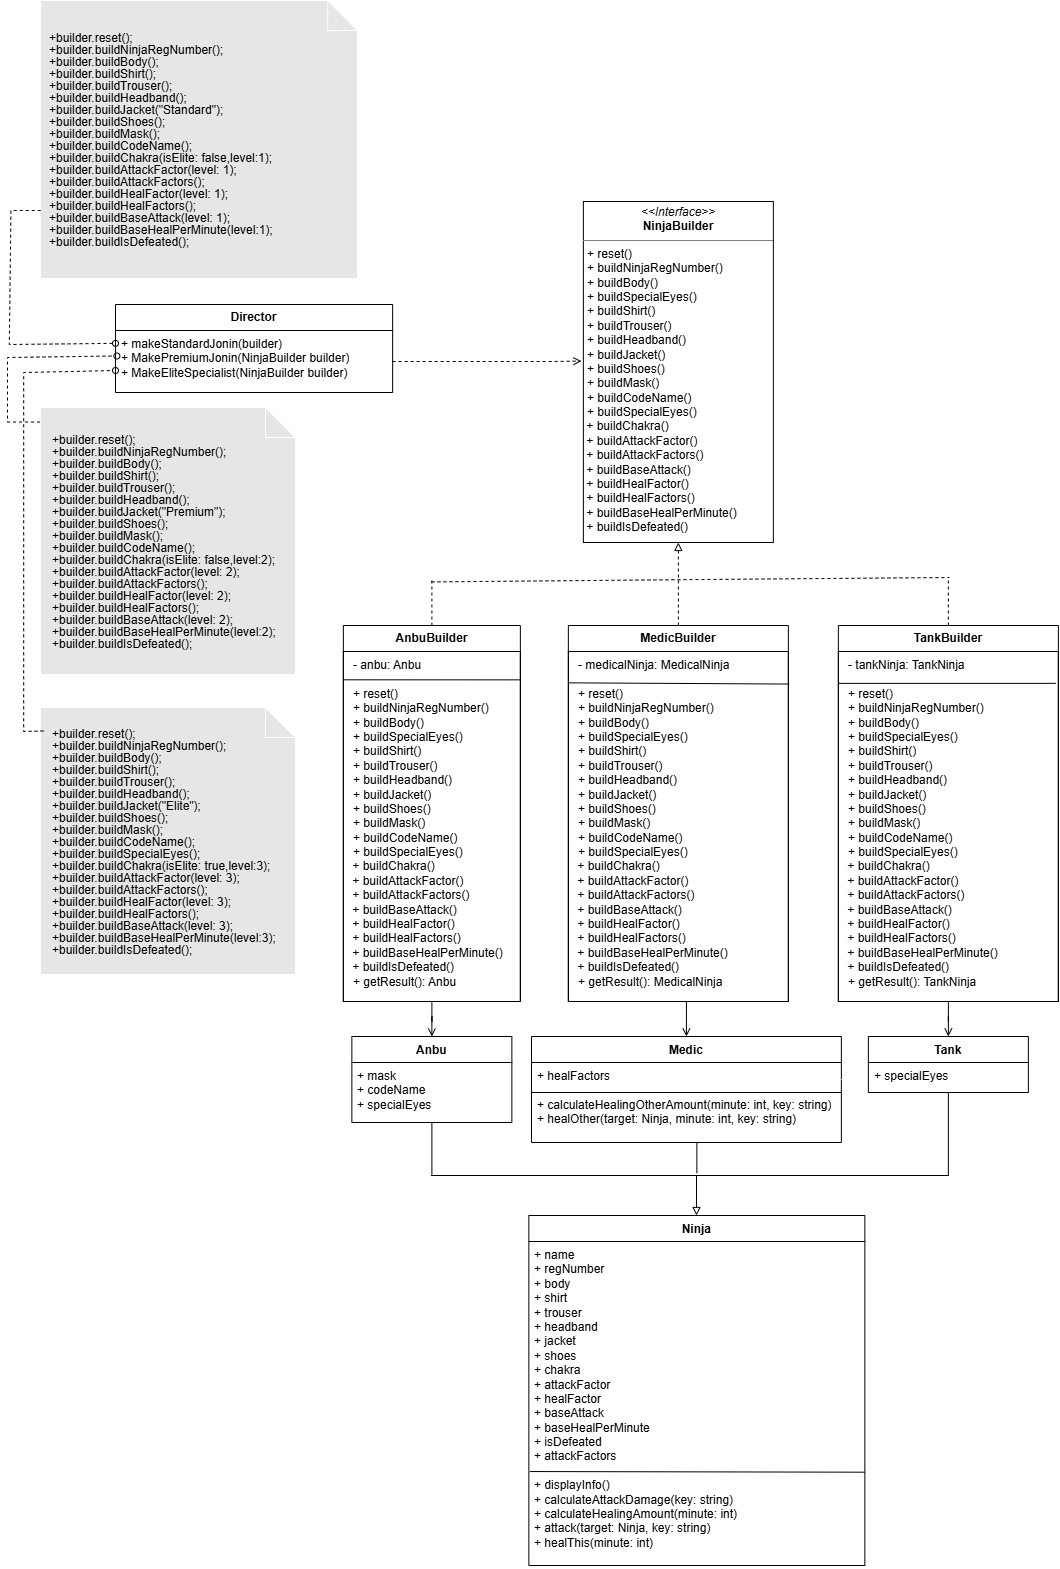 +builder.reset();
+builder.buildNinjaRegNumber();
+builder.buildBody();
+builder.buildShirt();
+builder.buildTrouser();
+builder.buildHeadband();
+builder.buildJacket("Standard");
+builder.buildShoes();
+builder.buildMask();
+builder.buildCodeName();
+builder.buildChakra(isElite: false,level:1);
+builder.buildAttackFactor(level: 1);
+builder.buildAttackFactors();
+builder.buildHealFactor(level: 1);
+builder.buildHealFactors();
+builder.buildBaseAttack(level: 1);
+builder.buildBaseHealPerMinute(level:1);
+builder.buildIsDefeated();
Director
+ makeStandardJonin(builder)
+ MakePremiumJonin(NinjaBuilder builder)
+ MakeEliteSpecialist(NinjaBuilder builder)
+builder.reset();
+builder.buildNinjaRegNumber();
+builder.buildBody();
+builder.buildShirt();
+builder.buildTrouser();
+builder.buildHeadband();
+builder.buildJacket("Premium");
+builder.buildShoes();
+builder.buildMask();
+builder.buildCodeName();
+builder.buildChakra(isElite: false,level:2);
+builder.buildAttackFactor(level: 2);
+builder.buildAttackFactors();
+builder.buildHealFactor(level: 2);
+builder.buildHealFactors();
+builder.buildBaseAttack(level: 2);
+builder.buildBaseHealPerMinute(level:2);
+builder.buildIsDefeated();
+builder.reset();
+builder.buildNinjaRegNumber();
+builder.buildBody();
+builder.buildShirt();
+builder.buildTrouser();
+builder.buildHeadband();
+builder.buildJacket("Elite");
+builder.buildShoes();
+builder.buildMask();
+builder.buildCodeName();
+builder.buildSpecialEyes();
+builder.buildChakra(isElite: true,level:3);
+builder.buildAttackFactor(level: 3);
+builder.buildAttackFactors();
+builder.buildHealFactor(level: 3);
+builder.buildHealFactors();
+builder.buildBaseAttack(level: 3);
+builder.buildBaseHealPerMinute(level:3);
+builder.buildIsDefeated();
<<Interface>>
NinjaBuilder
+ reset()
+ buildNinjaRegNumber()
+ buildBody()
+ buildSpecialEyes()
+ buildShirt()
+ buildTrouser()
+ buildHeadband()
+ buildJacket()
+ buildShoes()
+ buildMask()
+ buildCodeName()
+ buildSpecialEyes()
+ buildChakra()
+ buildAttackFactor()
+ buildAttackFactors()
+ buildBaseAttack()
+ buildHealFactor()
+ buildHealFactors()
+ buildBaseHealPerMinute()
+ buildIsDefeated()
AnbuBuilder
- anbu: Anbu
+ reset()
+ buildNinjaRegNumber()
+ buildBody()
+ buildSpecialEyes()
+ buildShirt()
+ buildTrouser()
+ buildHeadband()
+ buildJacket()
+ buildShoes()
+ buildMask()
+ buildCodeName()
+ buildSpecialEyes()
+ buildChakra()
+ buildAttackFactor()
+ buildAttackFactors()
+ buildBaseAttack()
+ buildHealFactor()
+ buildHealFactors()
+ buildBaseHealPerMinute()
+ buildIsDefeated()
+ getResult(): Anbu
MedicBuilder
- medicalNinja: MedicalNinja
+ reset()
+ buildNinjaRegNumber()
+ buildBody()
+ buildSpecialEyes()
+ buildShirt()
+ buildTrouser()
+ buildHeadband()
+ buildJacket()
+ buildShoes()
+ buildMask()
+ buildCodeName()
+ buildSpecialEyes()
+ buildChakra()
+ buildAttackFactor()
+ buildAttackFactors()
+ buildBaseAttack()
+ buildHealFactor()
+ buildHealFactors()
+ buildBaseHealPerMinute()
+ buildIsDefeated()
+ getResult(): MedicalNinja
TankBuilder
- tankNinja: TankNinja
+ reset()
+ buildNinjaRegNumber()
+ buildBody()
+ buildSpecialEyes()
+ buildShirt()
+ buildTrouser()
+ buildHeadband()
+ buildJacket()
+ buildShoes()
+ buildMask()
+ buildCodeName()
+ buildSpecialEyes()
+ buildChakra()
+ buildAttackFactor()
+ buildAttackFactors()
+ buildBaseAttack()
+ buildHealFactor()
+ buildHealFactors()
+ buildBaseHealPerMinute()
+ buildIsDefeated()
+ getResult(): TankNinja
Anbu
+ mask
+ codeName
+ specialEyes
Medic
+ healFactors
+ calculateHealingOtherAmount(minute: int, key: string)
+ healOther(target: Ninja, minute: int, key: string)
Tank
+ specialEyes
Ninja
+ name
+ regNumber
+ body
+ shirt
+ trouser
+ headband
+ jacket
+ shoes
+ chakra
+ attackFactor
+ healFactor
+ baseAttack
+ baseHealPerMinute
+ isDefeated
+ attackFactors
+ displayInfo()
+ calculateAttackDamage(key: string)
+ calculateHealingAmount(minute: int)
+ attack(target: Ninja, key: string)
+ healThis(minute: int)